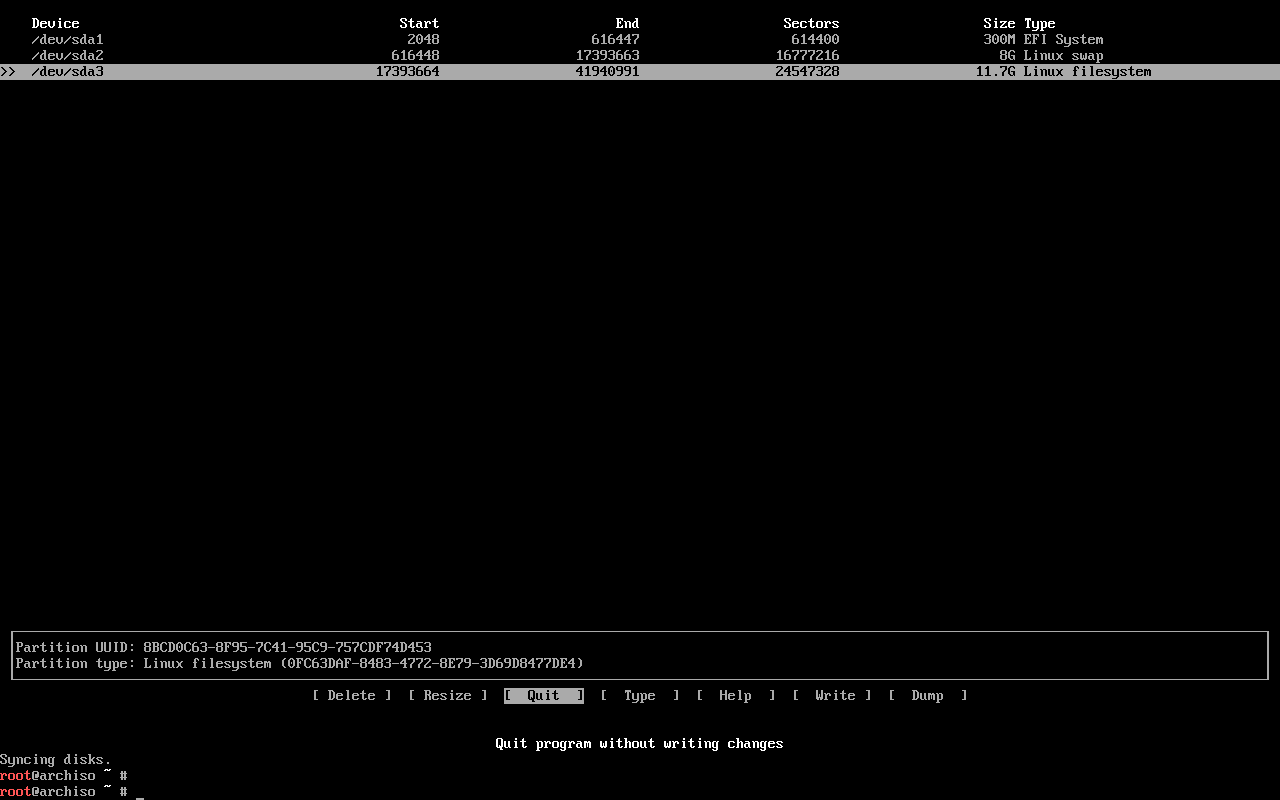 Device Start End Sectors Size Type
/dev/sda1 2048 616447 614400 300M EFI System
/dev/sda2 616448 17393663 16777216 8G Linux swap
>> /dev/sda3 17393664 41940991 24547328 11.7G Linux filesystem
Partition UUID: 8BCD0C63-8F95-7C41-95C9-757CDF74D453
Partition type: Linux filesystem (0FC63DAF-8483-4772-8E79-3D69D8477DE4)
[ Delete ] [ Resize ] [ Quit ] [ Type ] [ Help ] [ Write ] [ Dump ]
Quit program without writing changes
Syncing disks.
root@archiso ~ #
root@archiso ~ # _